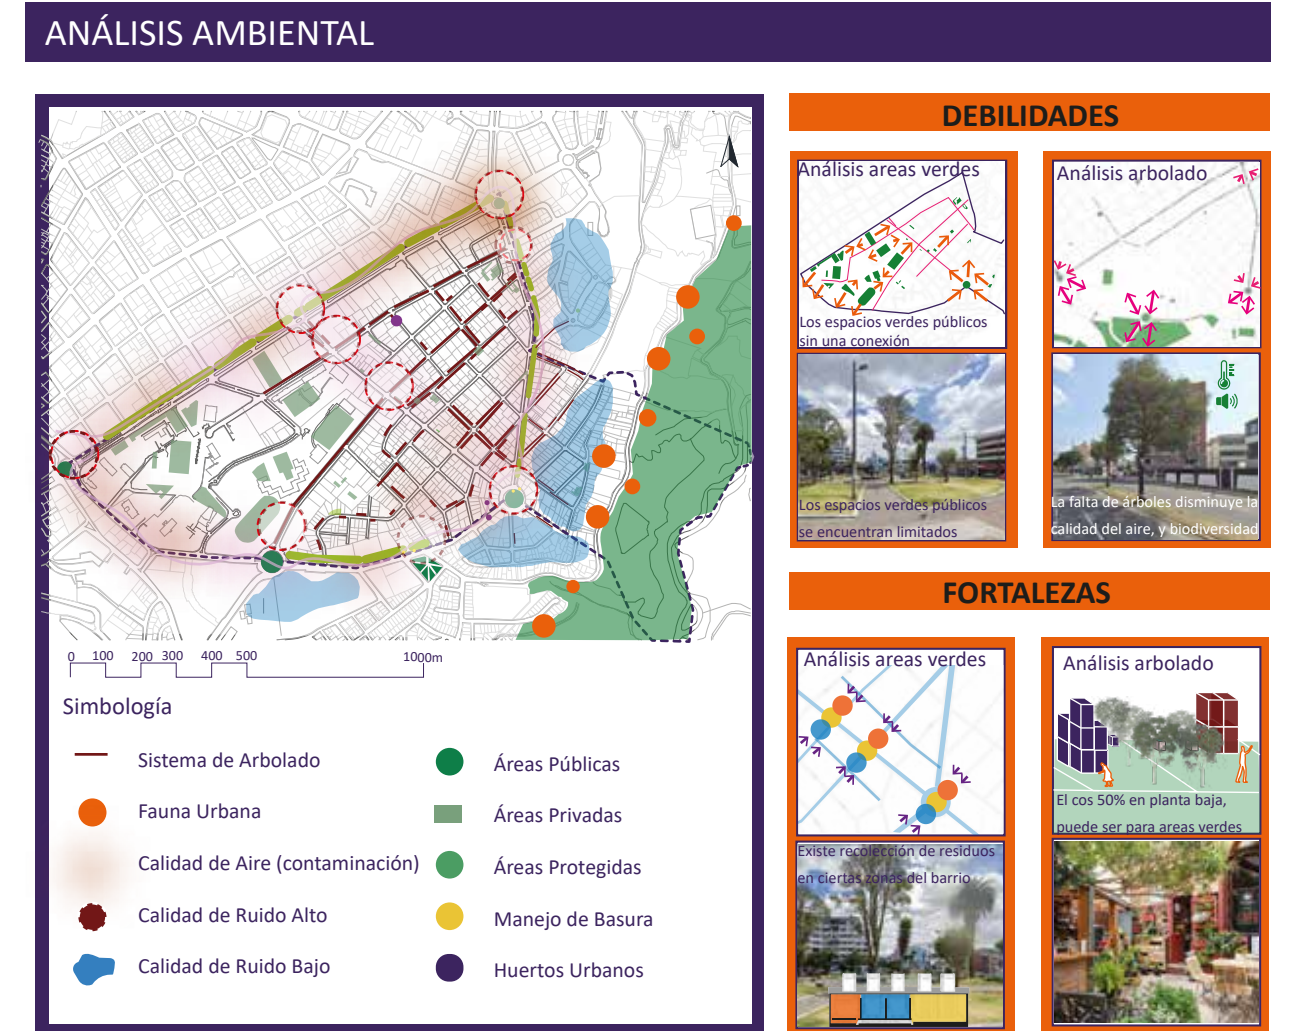 ANÁLISIS AMBIENTAL
0 100 200 300 400 500 1000m
Simbología
Sistema de Arbolado
Fauna Urbana
Calidad de Aire (contaminación)
Calidad de Ruido Alto
Calidad de Ruido Bajo
Áreas Públicas
Áreas Privadas
Áreas Protegidas
Manejo de Basura
Huertos Urbanos
DEBILIDADES
Análisis areas verdes
Los espacios verdes públicos
sin una conexión
Los espacios verdes públicos
se encuentran limitados
Análisis arbolado
La falta de árboles disminuye la
calidad del aire, y biodiversidad
FORTALEZAS
Análisis areas verdes
Existe recolección de residuos
en ciertas zonas del barrio
Análisis arbolado
El cos 50% en planta baja,
puede ser para areas verdes